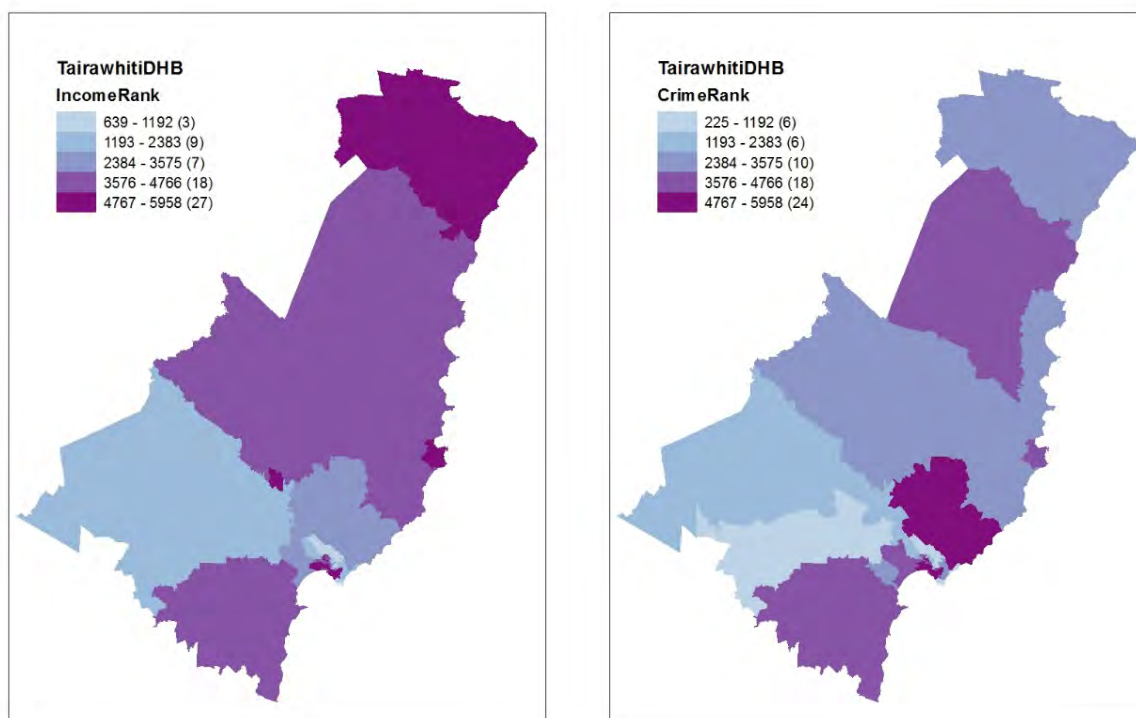 TairawhitiDHB
IncomeRank
639 - 1192 (3)
1193 - 2383 (9)
2384 - 3575 (7)
3576 - 4766 (18)
4767 - 5958 (27)
TairawhitiDHB
CrimeRank
225 - 1192 (6)
1193 - 2383 (6)
2384 - 3575 (10)
3576 - 4766 (18)
4767 - 5958 (24)